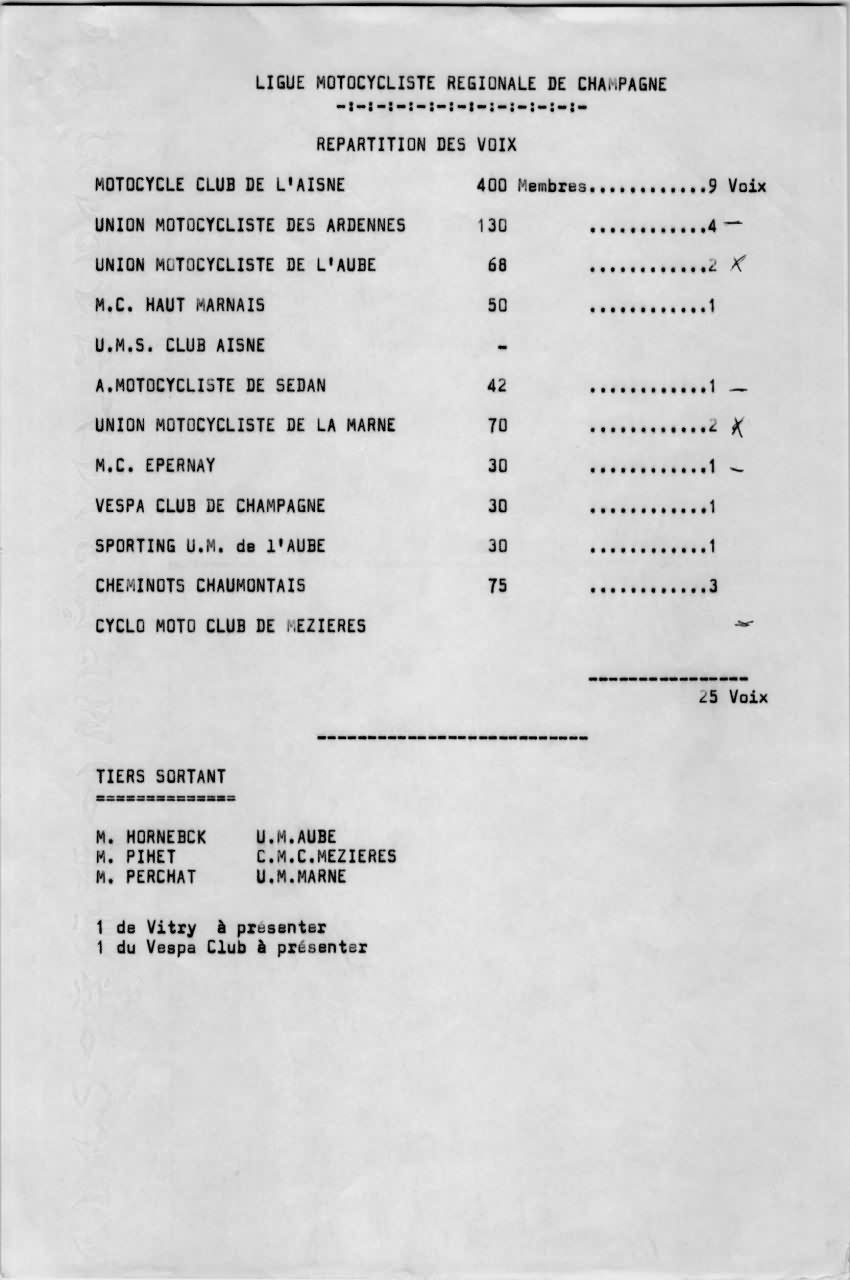 LIGUE MOTOCYCLISTE REGIONALE DE CHAMPAGNE
-:-:-:-:-:-:-:-:-:-:-:-:-
REPARTITION DES VOIX
MOTOCYCLE CLUB DE L'AISNE 400 Membres............9 Voix
UNION MOTOCYCLISTE DES ARDENNES 130 ............4 —
UNION MOTOCYCLISTE DE L'AUBE 68 ............2 X
M.C. HAUT MARNAIS 50 ............1
U.M.S. CLUB AISNE -
A.MOTOCYCLISTE DE SEDAN 42 ............1 —
UNION MOTOCYCLISTE DE LA MARNE 70 ............2 X
M.C. EPERNAY 30 ............1 —
VESPA CLUB DE CHAMPAGNE 30 ............1
SPORTING U.M. de l'AUBE 30 ............1
CHEMINOTS CHAUMONTAIS 75 ............3
CYCLO MOTO CLUB DE MEZIERES
----------------
25 Voix
---------------------------
TIERS SORTANT
==============
M. HORNEBCK U.M.AUBE
M. PIHET C.M.C.MEZIERES
M. PERCHAT U.M.MARNE
1 de Vitry à présenter
1 du Vespa Club à présenter